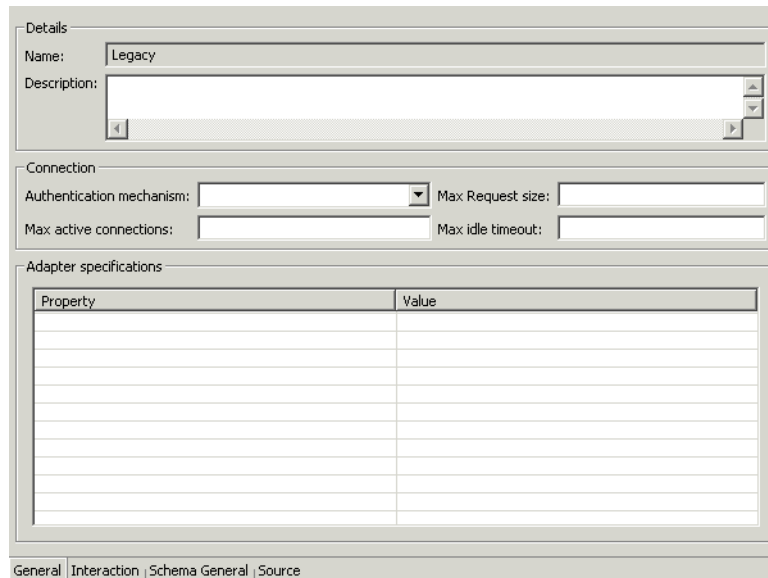 Details
Name: Legacy
Description:
Connection
Authentication mechanism: Max Request size:
Max active connections: Max idle timeout:
Adapter specifications
Property Value
General Interaction Schema General Source